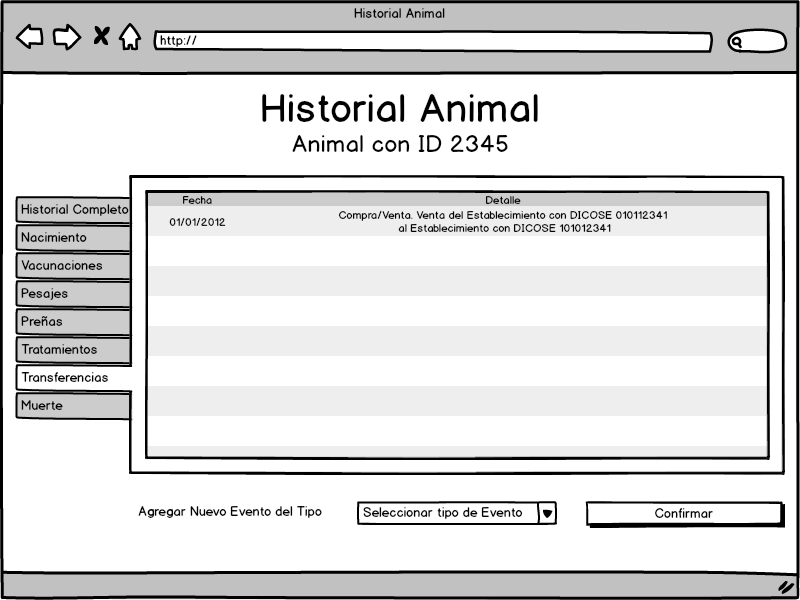 Historial Animal
http://
Historial Animal
Animal con ID 2345
Historial Completo
Nacimiento
Vacunaciones
Pesajes
Preñas
Tratamientos
Transferencias
Muerte
Fecha Detalle
01/01/2012 Compra/Venta. Venta del Establecimiento con DICOSE 010112341
al Establecimiento con DICOSE 101012341
Agregar Nuevo Evento del Tipo Seleccionar tipo de Evento Confirmar